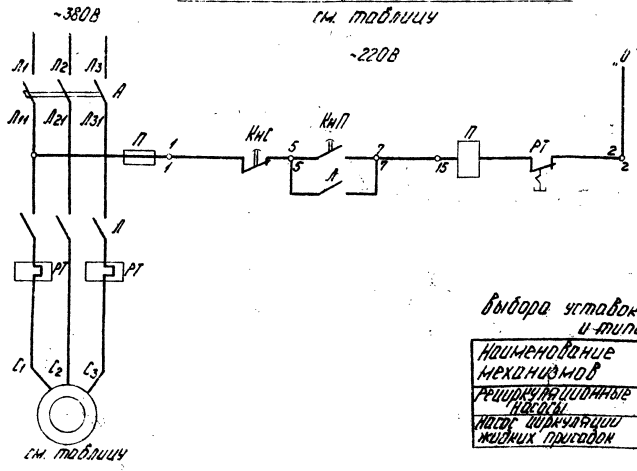 см. таблицу
~380В
~220В
"0"
Л1 Л2 Л3
А
Л11 Л21 Л31
П
1
1
КнС
5
5
КнП
7
7
Л
15
П
РТ
2
2
Л
РТ
РТ
С1 С2 С3
см. таблицу
выбора уставок
и типа
Наименование
механизмов
Рециркуляционные
насосы
Насос циркуляции
жидких присадок